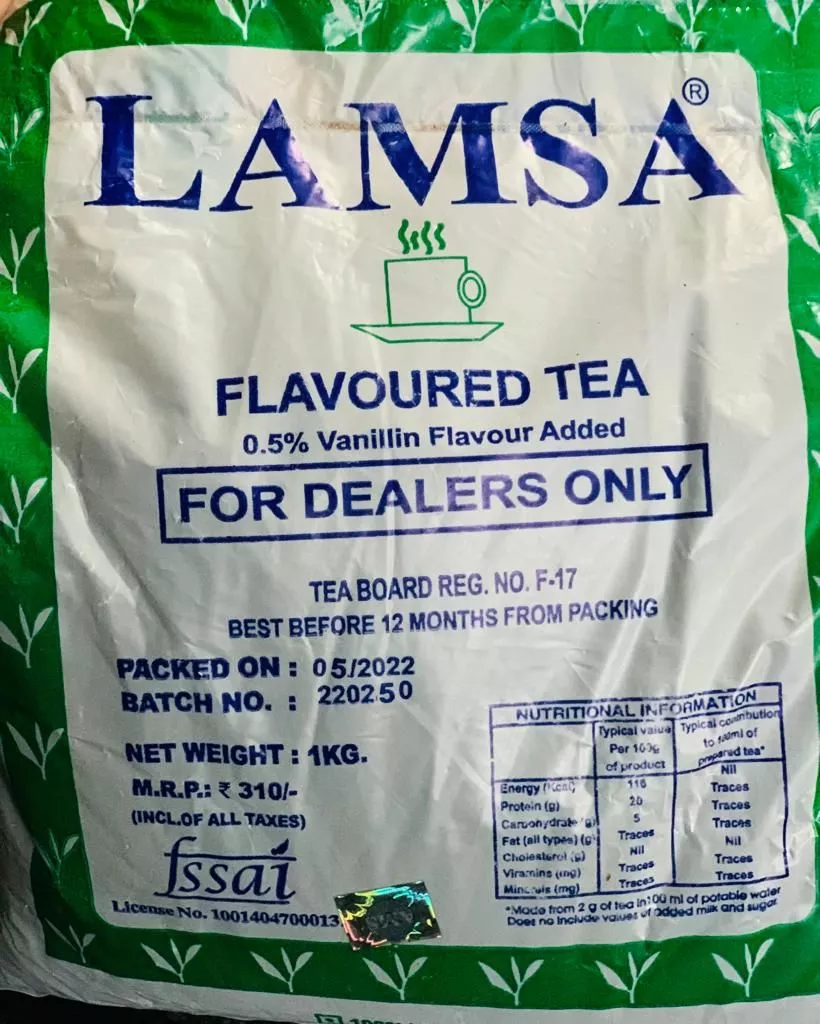 LAMSA®
FLAVOURED TEA
0.5% Vanillin Flavour Added
FOR DEALERS ONLY
TEA BOARD REG. NO. F-17
BEST BEFORE 12 MONTHS FROM PACKING
PACKED ON : 05/2022
BATCH NO. : 220250
NET WEIGHT : 1KG.
M.R.P.: ₹ 310/-
(INCL.OF ALL TAXES)
fssai
License No. 1001404700013
NUTRITIONAL INFORMATION
Typical value Per 100g of product
Typical contribution to 100ml of prepared tea*
Energy (Kcal) 116 Nil
Protein (g) 20 Traces
Carbohydrate (g) 5 Traces
Fat (all types) (g) Traces Traces
Cholesterol (g) Nil Nil
Vitamins (mg) Traces Traces
Minerals (mg) Traces Traces
*Made from 2 g of tea in 100 ml of potable water
Does no include values of added milk and sugar